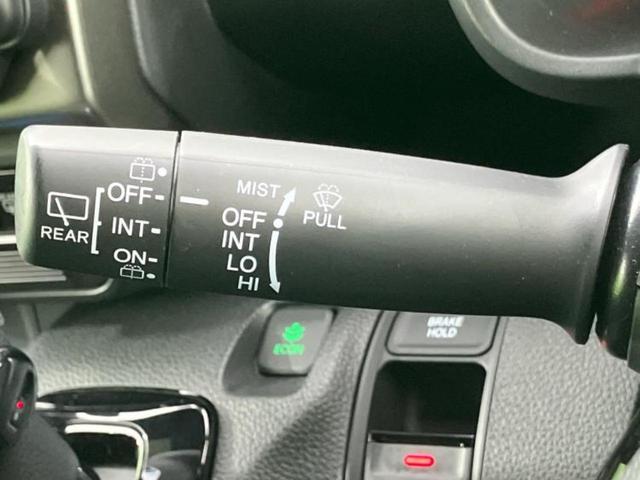 REAR
OFF
INT
ON
MIST
OFF
INT
LO
HI
PULL
ECON
BRAKE
HOLD